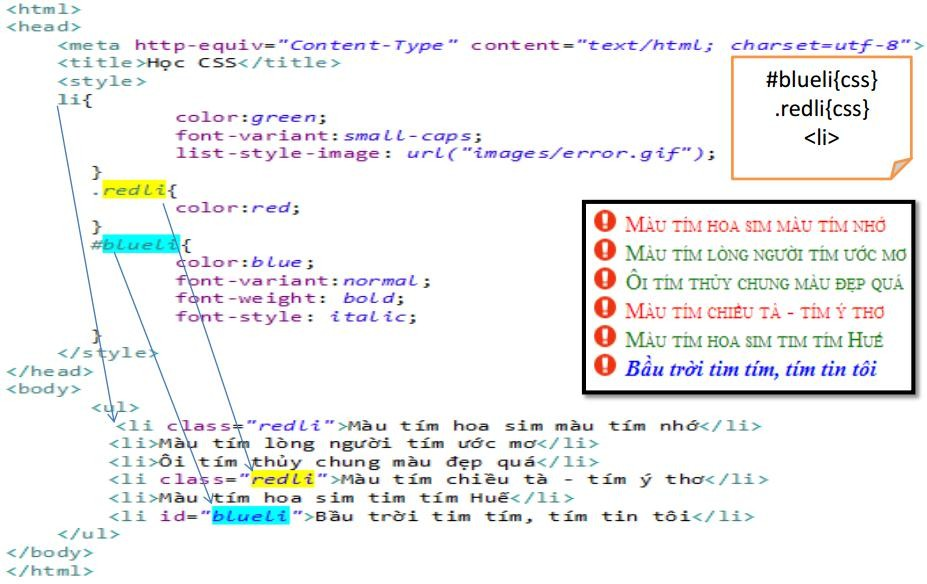 <html>
<head>
<meta http-equiv="Content-Type" content="text/html; charset=utf-8">
<title>Học CSS</title>
<style>
li{
color:green;
font-variant:small-caps;
list-style-image: url("images/error.gif");
}
.redli{
color:red;
}
#blueli{
color:blue;
font-variant:normal;
font-weight: bold;
font-style: italic;
}
</style>
</head>
<body>
<ul>
<li class="redli">Màu tím hoa sim màu tím nhớ</li>
<li>Màu tím lòng người tím ước mơ</li>
<li>Ôi tím thủy chung màu đẹp quá</li>
<li class="redli">Màu tím chiều tà - tím ý thơ</li>
<li>Màu tím hoa sim tim tím Huế</li>
<li id="blueli">Bầu trời tim tím, tím tin tôi</li>
</ul>
</body>
</html>
#blueli{css}
.redli{css}
<li>
Màu tím hoa sim màu tím nhớ
Màu tím lòng người tím ước mơ
Ôi tím thủy chung màu đẹp quá
Màu tím chiều tà - tím ý thơ
Màu tím hoa sim tim tím Huế
Bầu trời tim tím, tím tin tôi